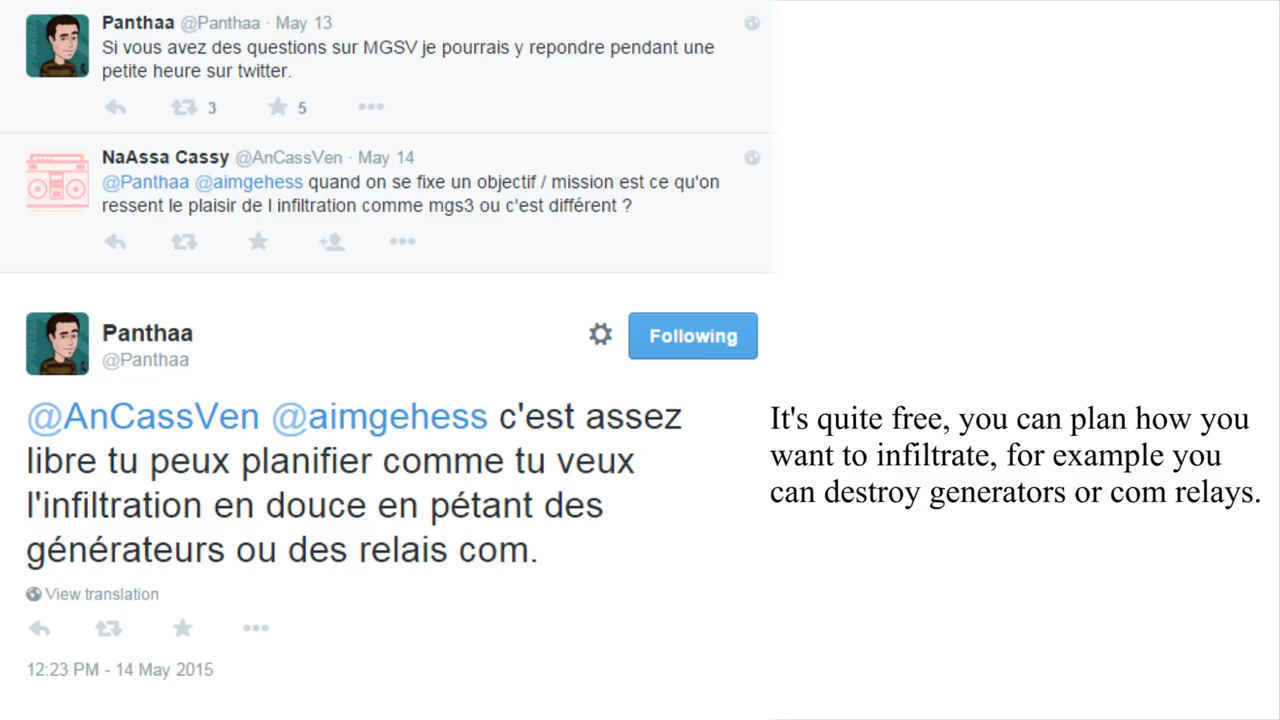 Panthaa @Panthaa · May 13
Si vous avez des questions sur MGSV je pourrais y repondre pendant une
petite heure sur twitter.
3 5
NaAssa Cassy @AnCassVen · May 14
@Panthaa @aimgehess quand on se fixe un objectif / mission est ce qu'on
ressent le plaisir de l infiltration comme mgs3 ou c'est différent ?
Panthaa
@Panthaa
Following
@AnCassVen @aimgehess c'est assez
libre tu peux planifier comme tu veux
l'infiltration en douce en pétant des
générateurs ou des relais com.
View translation
12:23 PM - 14 May 2015
It's quite free, you can plan how you
want to infiltrate, for example you
can destroy generators or com relays.